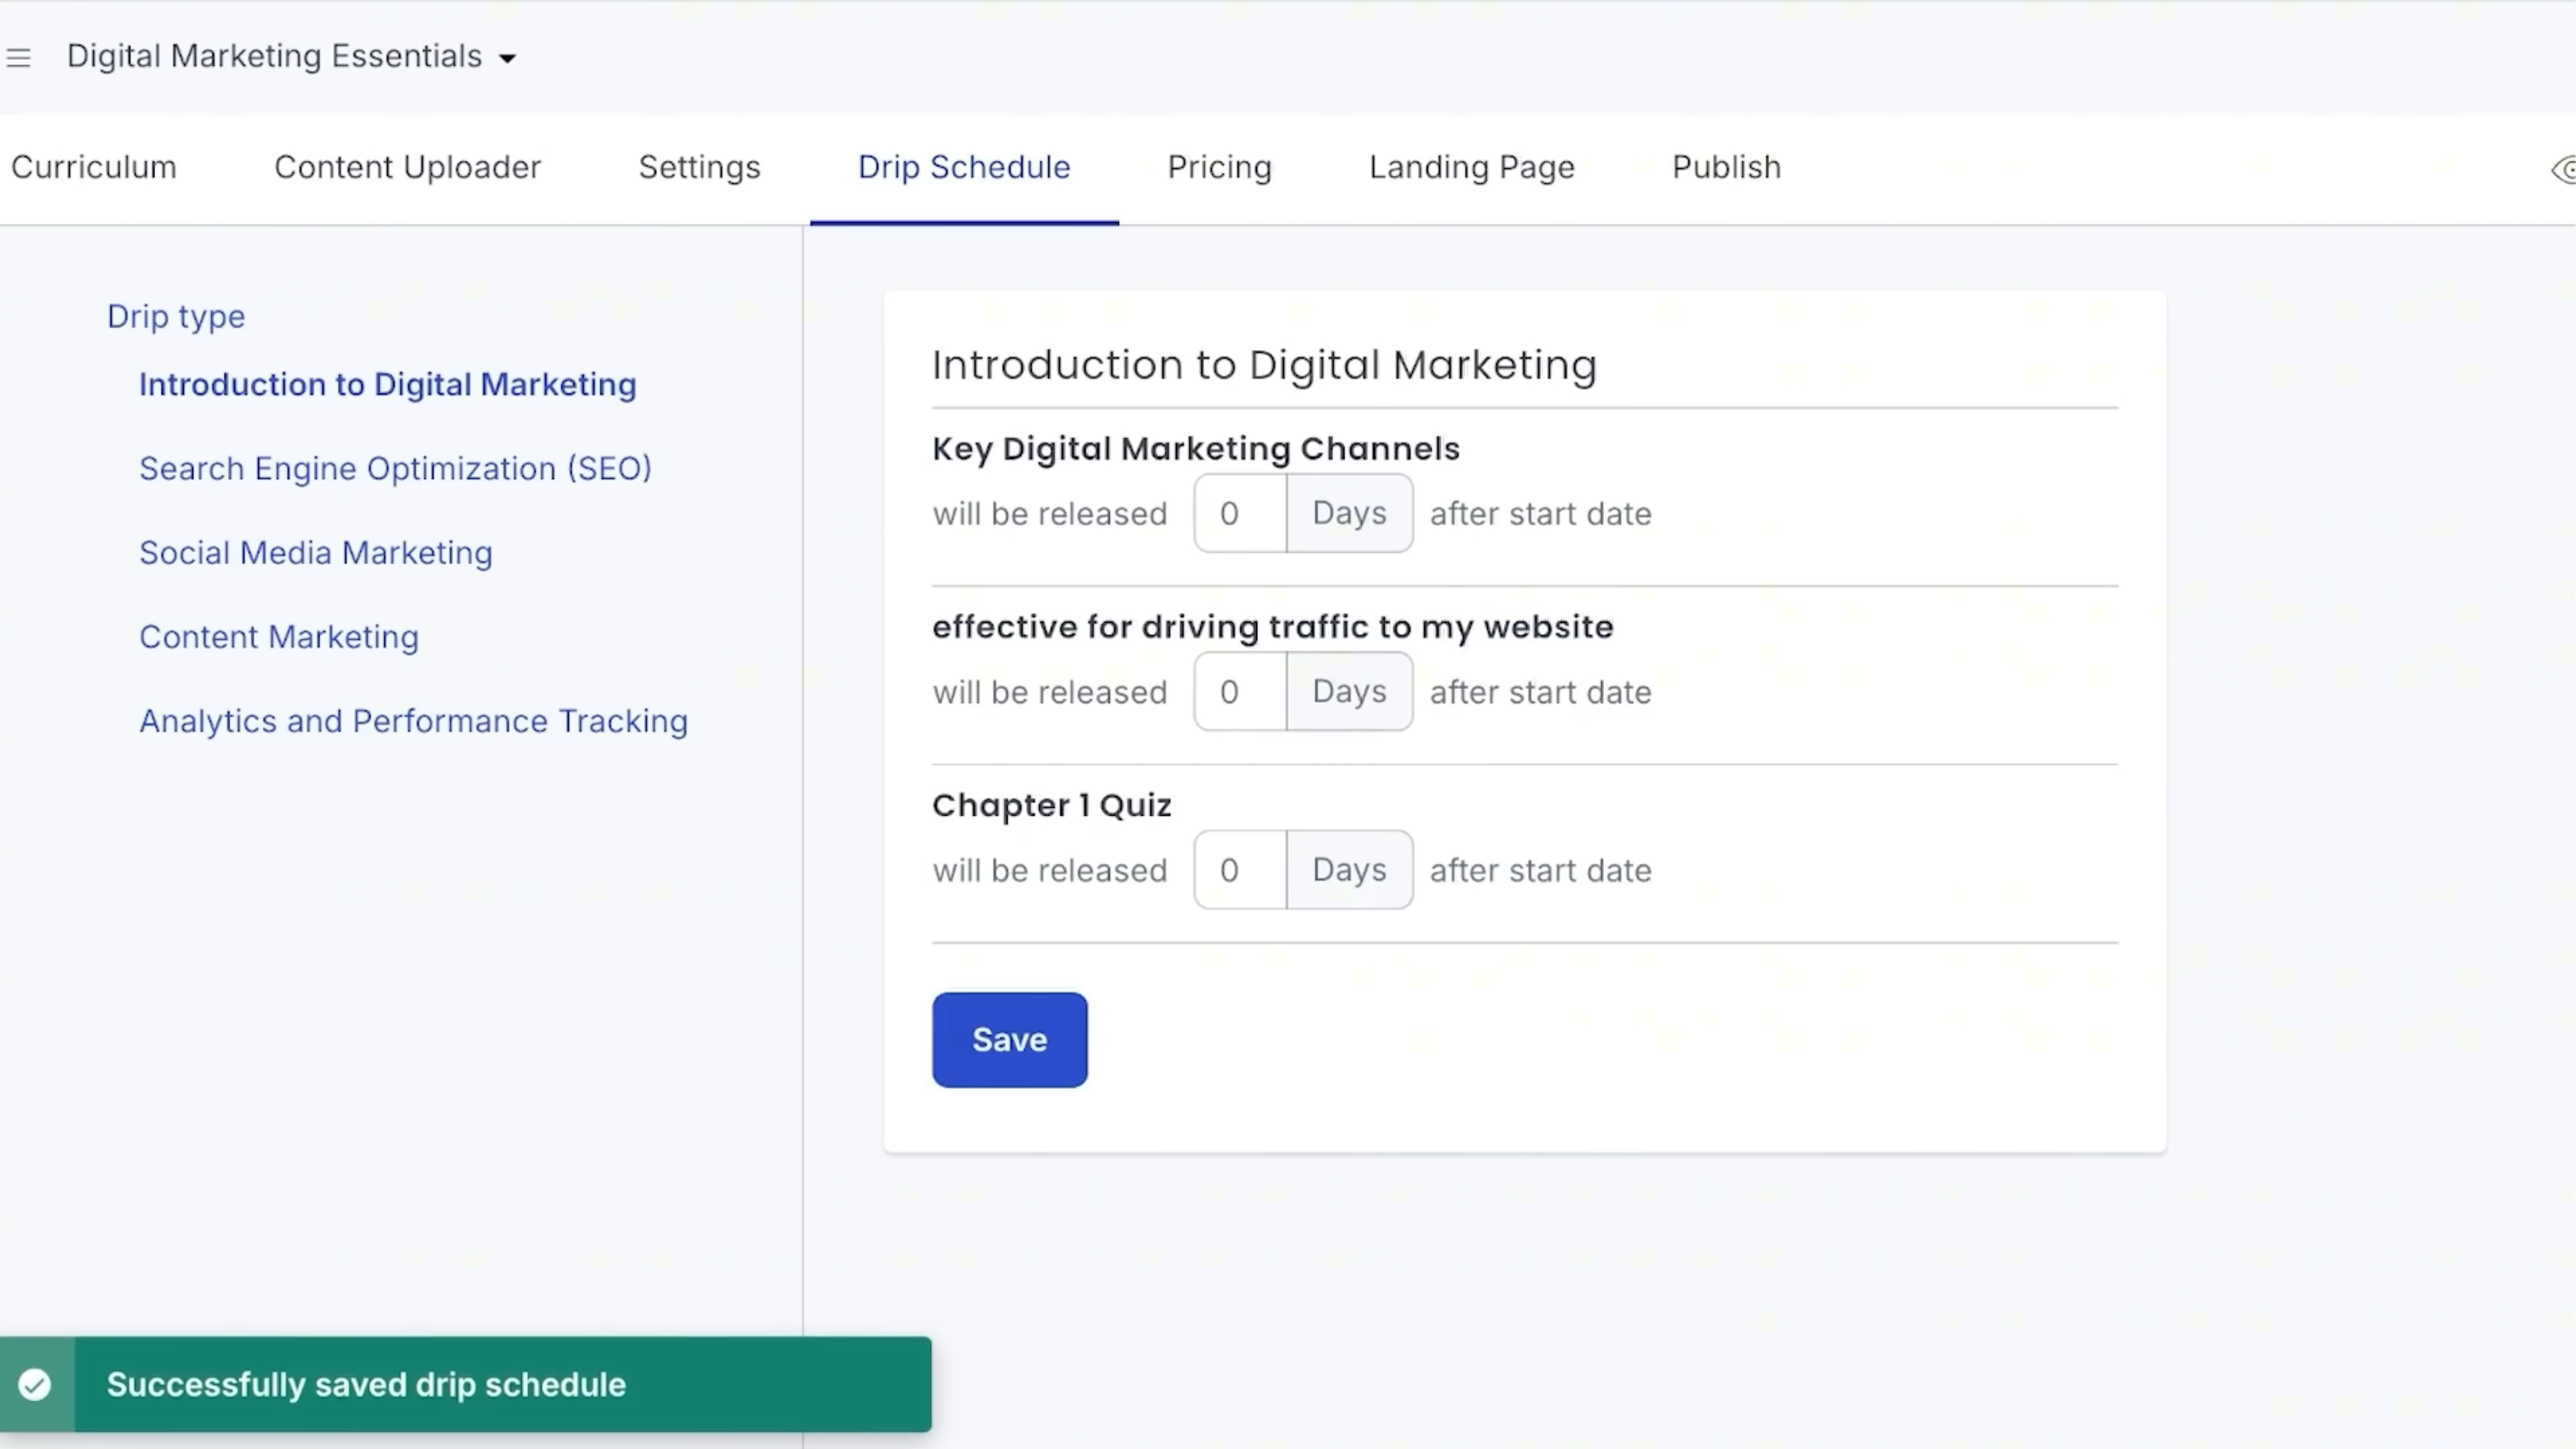 Digital Marketing Essentials
Curriculum Content Uploader Settings Drip Schedule Pricing Landing Page Publish
Drip type
Introduction to Digital Marketing
Search Engine Optimization (SEO)
Social Media Marketing
Content Marketing
Analytics and Performance Tracking
Introduction to Digital Marketing
Key Digital Marketing Channels
will be released 0 Days after start date
effective for driving traffic to my website
will be released 0 Days after start date
Chapter 1 Quiz
will be released 0 Days after start date
Save
Successfully saved drip schedule